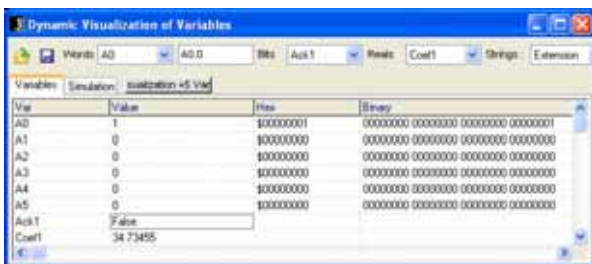 Dynamic Visualization of Variables
Words A0 A0.0 Bits Ack1 Reals Coef1 Strings Extension
Variables Simulation sualization +5 Var
Var Value Hex Binary
A0 1 $00000001 00000000 00000000 00000000 00000001
A1 0 $00000000 00000000 00000000 00000000 00000000
A2 0 $00000000 00000000 00000000 00000000 00000000
A3 0 $00000000 00000000 00000000 00000000 00000000
A4 0 $00000000 00000000 00000000 00000000 00000000
A5 0 $00000000 00000000 00000000 00000000 00000000
Ack1 False
Coef1 34.73455